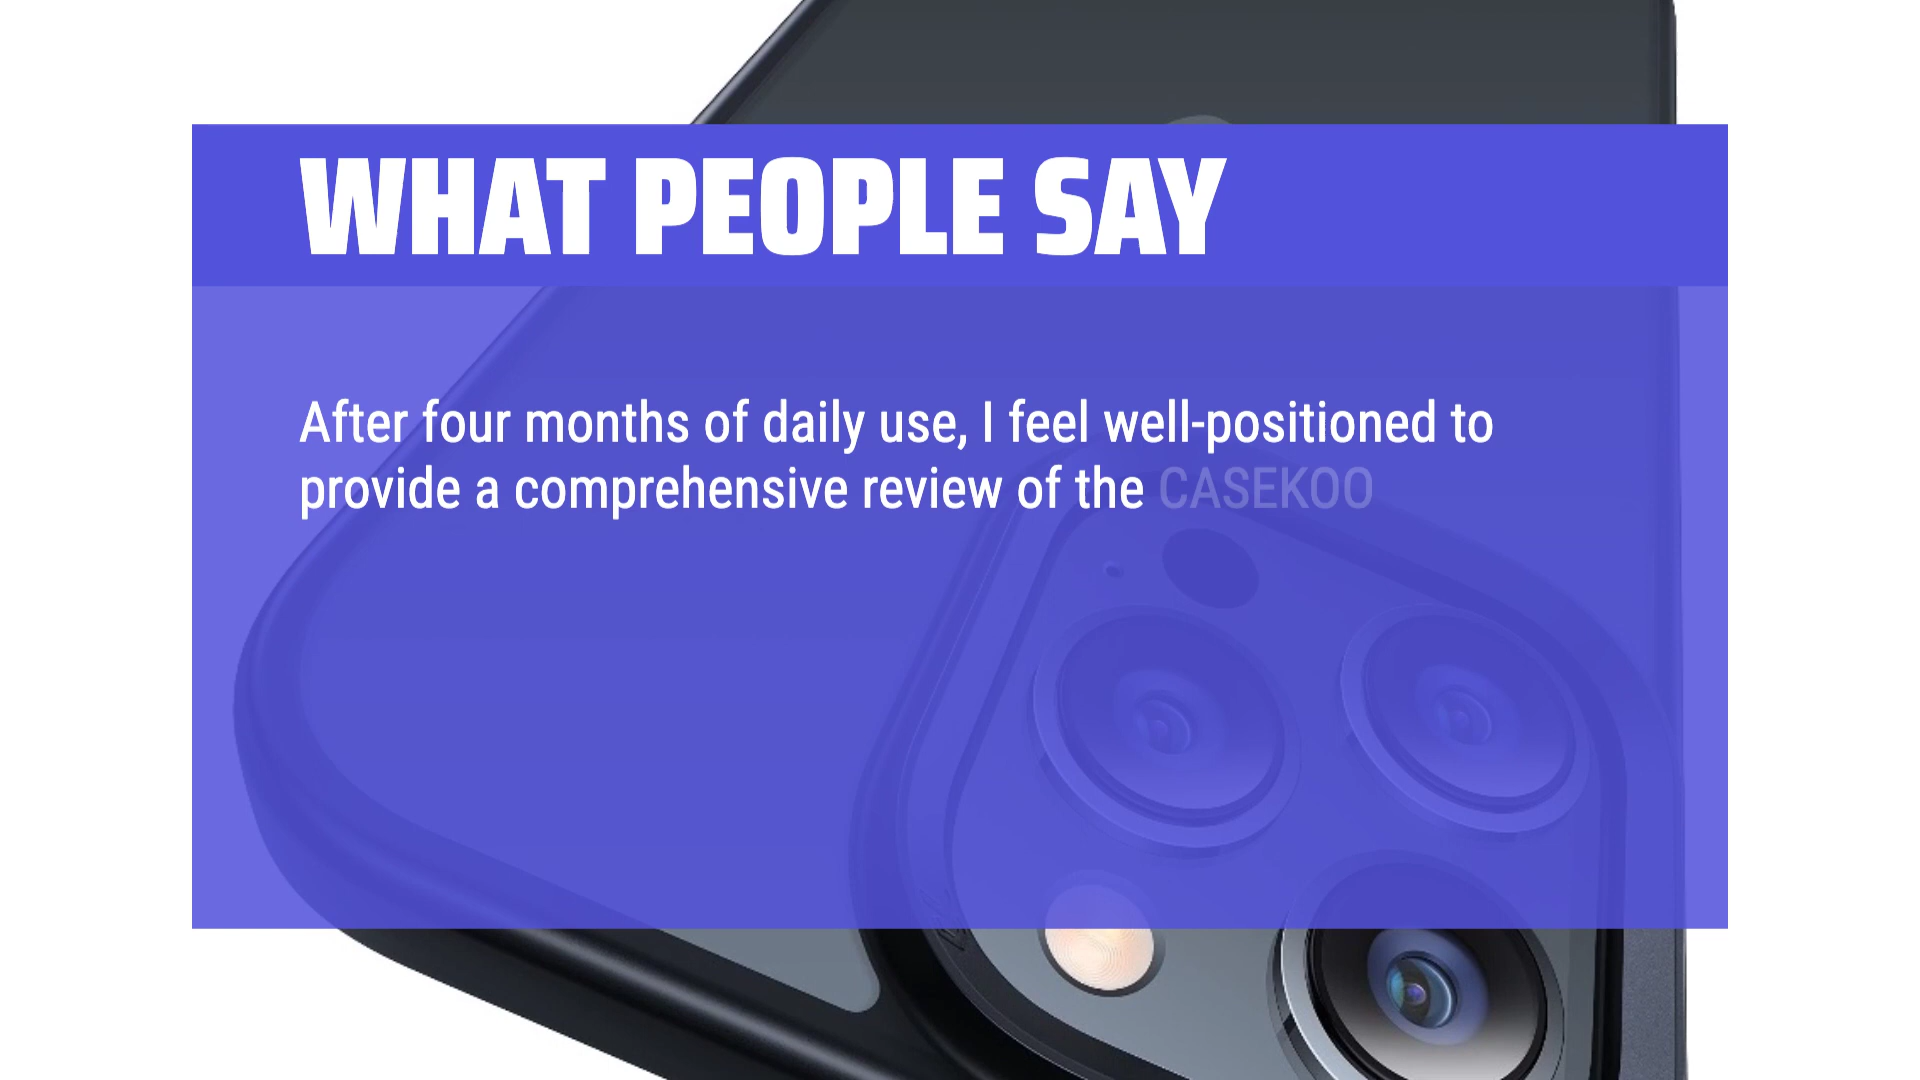 WHAT PEOPLE SAY
After four months of daily use, I feel well-positioned to
provide a comprehensive review of the CASEKOO